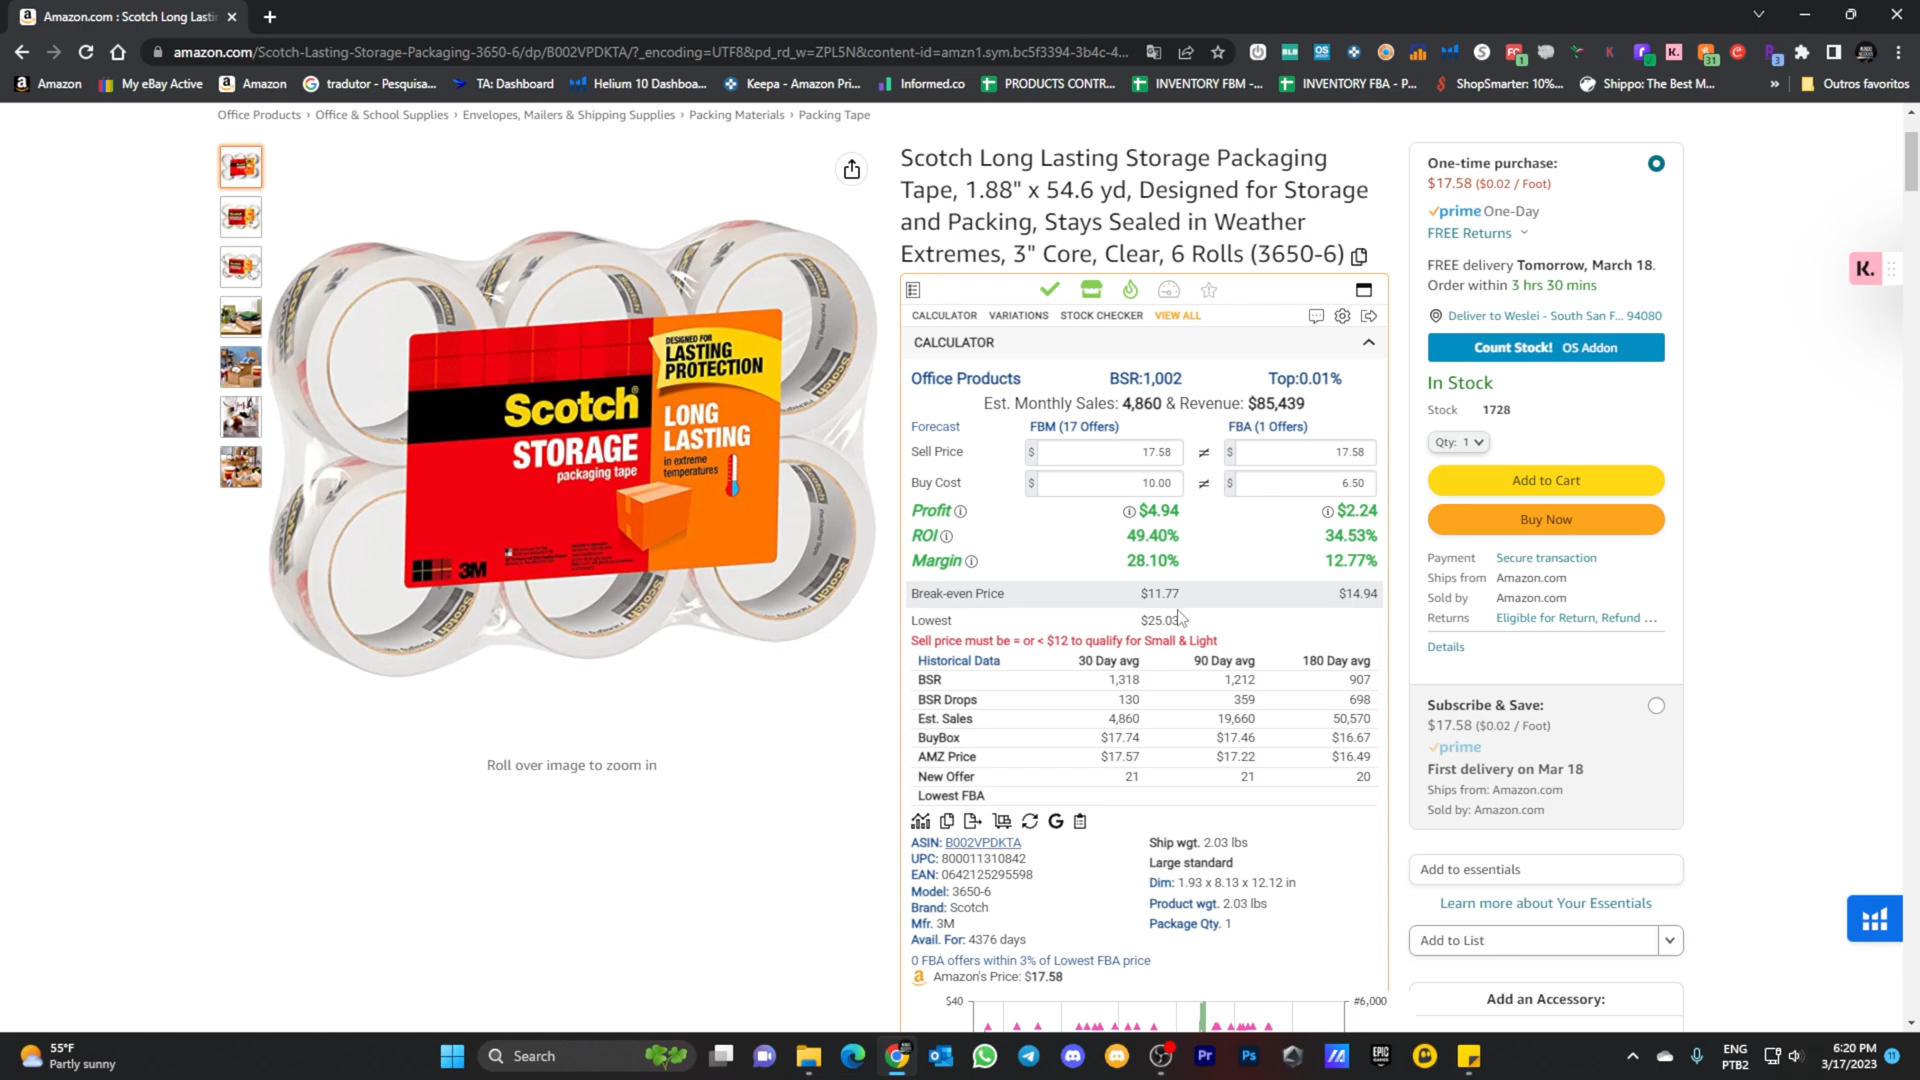 Amazon.com : Scotch Long Lasti
amazon.com/Scotch-Lasting-Storage-Packaging-3650-6/dp/B002VPDKTA/?_encoding=UTF8&pd_rd_w=ZPL5N&content-id=amzn1.sym.bc5f3394-3b4c-4...
Amazon My eBay Active Amazon tradutor - Pesquisa... TA: Dashboard Helium 10 Dashboa... Keepa - Amazon Pri... Informed.co PRODUCTS CONTR... INVENTORY FBM -... INVENTORY FBA - P... ShopSmarter: 10%... Shippo: The Best M... » Outros favoritos
Office Products › Office & School Supplies › Envelopes, Mailers & Shipping Supplies › Packing Materials › Packing Tape
Scotch
STORAGE
packaging tape
DESIGNED FOR
LASTING
PROTECTION
LONG
LASTING
in extreme
temperatures
3M
Roll over image to zoom in
Scotch Long Lasting Storage Packaging
Tape, 1.88" x 54.6 yd, Designed for Storage
and Packing, Stays Sealed in Weather
Extremes, 3" Core, Clear, 6 Rolls (3650-6)
CALCULATOR VARIATIONS STOCK CHECKER VIEW ALL
CALCULATOR
Office Products BSR:1,002 Top:0.01%
Est. Monthly Sales: 4,860 & Revenue: $85,439
Forecast FBM (17 Offers) FBA (1 Offers)
Sell Price $ 17.58 ≠ $ 17.58
Buy Cost $ 10.00 ≠ $ 6.50
Profit $4.94 $2.24
ROI 49.40% 34.53%
Margin 28.10% 12.77%
Break-even Price $11.77 $14.94
Lowest $25.03
Sell price must be = or < $12 to qualify for Small & Light
Historical Data 30 Day avg 90 Day avg 180 Day avg
BSR 1,318 1,212 907
BSR Drops 130 359 698
Est. Sales 4,860 19,660 50,570
BuyBox $17.74 $17.46 $16.67
AMZ Price $17.57 $17.22 $16.49
New Offer 21 21 20
Lowest FBA
ASIN: B002VPDKTA
UPC: 800011310842
EAN: 0642125295598
Model: 3650-6
Brand: Scotch
Mfr. 3M
Avail. For: 4376 days
Ship wgt. 2.03 lbs
Large standard
Dim: 1.93 x 8.13 x 12.12 in
Product wgt. 2.03 lbs
Package Qty. 1
0 FBA offers within 3% of Lowest FBA price
Amazon's Price: $17.58
$40 #6,000
One-time purchase:
$17.58 ($0.02 / Foot)
prime One-Day
FREE Returns
FREE delivery Tomorrow, March 18.
Order within 3 hrs 30 mins
Deliver to Weslei - South San F... 94080
Count Stock! OS Addon
In Stock
Stock 1728
Qty: 1
Add to Cart
Buy Now
Payment Secure transaction
Ships from Amazon.com
Sold by Amazon.com
Returns Eligible for Return, Refund ...
Details
Subscribe & Save:
$17.58 ($0.02 / Foot)
prime
First delivery on Mar 18
Ships from: Amazon.com
Sold by: Amazon.com
Add to essentials
Learn more about Your Essentials
Add to List
Add an Accessory:
K.
55°F
Partly sunny
Search
ENG
PTB2
6:20 PM
3/17/2023